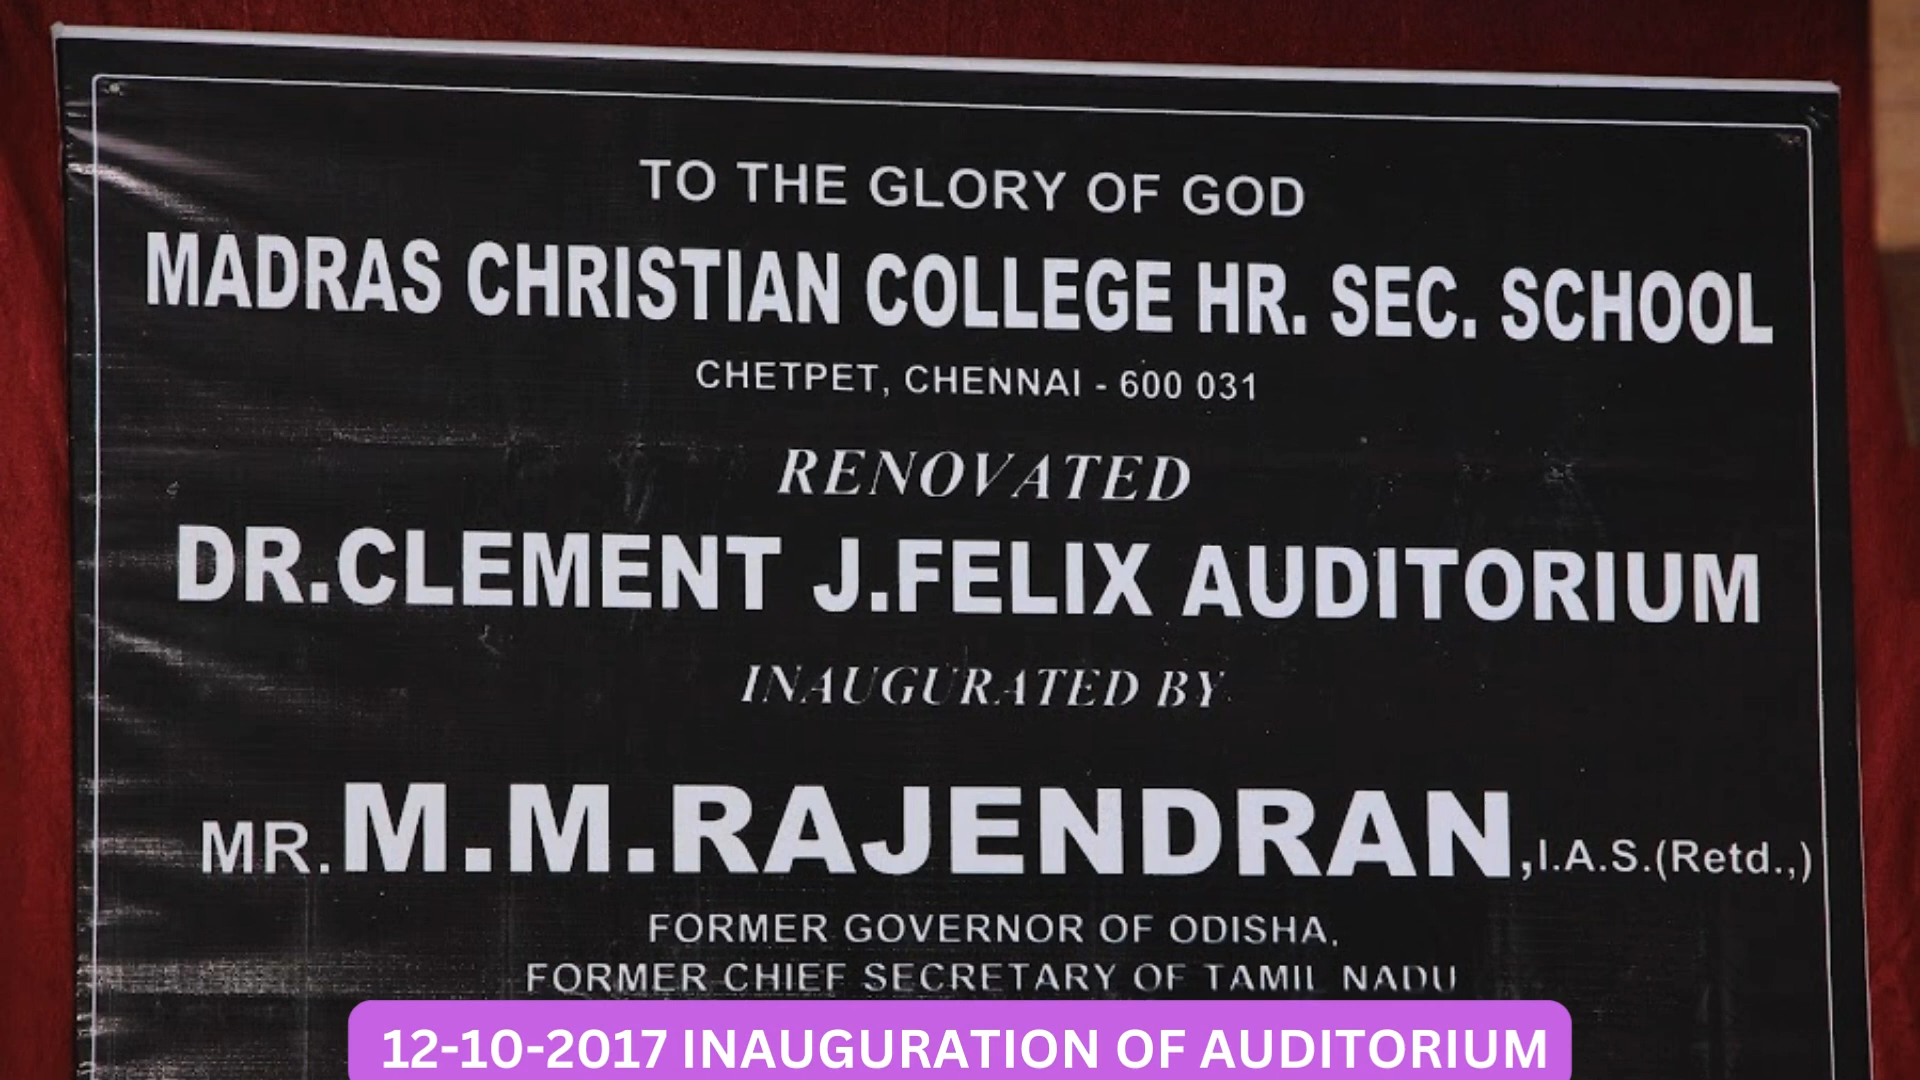 TO THE GLORY OF GOD
MADRAS CHRISTIAN COLLEGE HR. SEC. SCHOOL
CHETPET, CHENNAI - 600 031
RENOVATED
DR.CLEMENT J.FELIX AUDITORIUM
INAUGURATED BY
MR. M.M.RAJENDRAN,I.A.S.(Retd.,)
FORMER GOVERNOR OF ODISHA,
FORMER CHIEF SECRETARY OF TAMIL NADU
12-10-2017 INAUGURATION OF AUDITORIUM